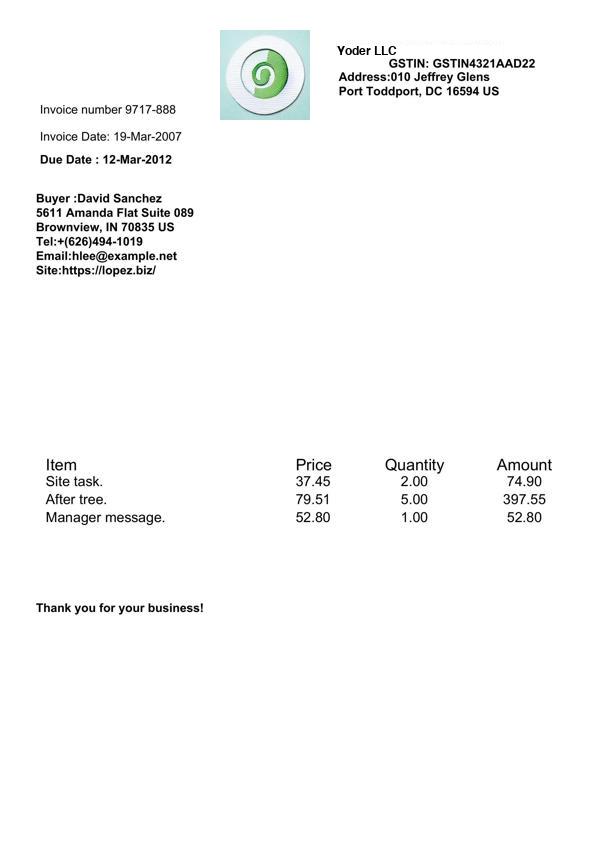 Yoder LLC
GSTIN: GSTIN4321AAD22
Address:010 Jeffrey Glens
Port Toddport, DC 16594 US
Invoice number 9717-888
Invoice Date: 19-Mar-2007
Due Date : 12-Mar-2012
Buyer :David Sanchez
5611 Amanda Flat Suite 089
Brownview, IN 70835 US
Tel:+(626)494-1019
Email:hlee@example.net
Site:https://lopez.biz/
Item Price Quantity Amount
Site task. 37.45 2.00 74.90
After tree. 79.51 5.00 397.55
Manager message. 52.80 1.00 52.80
Thank you for your business!